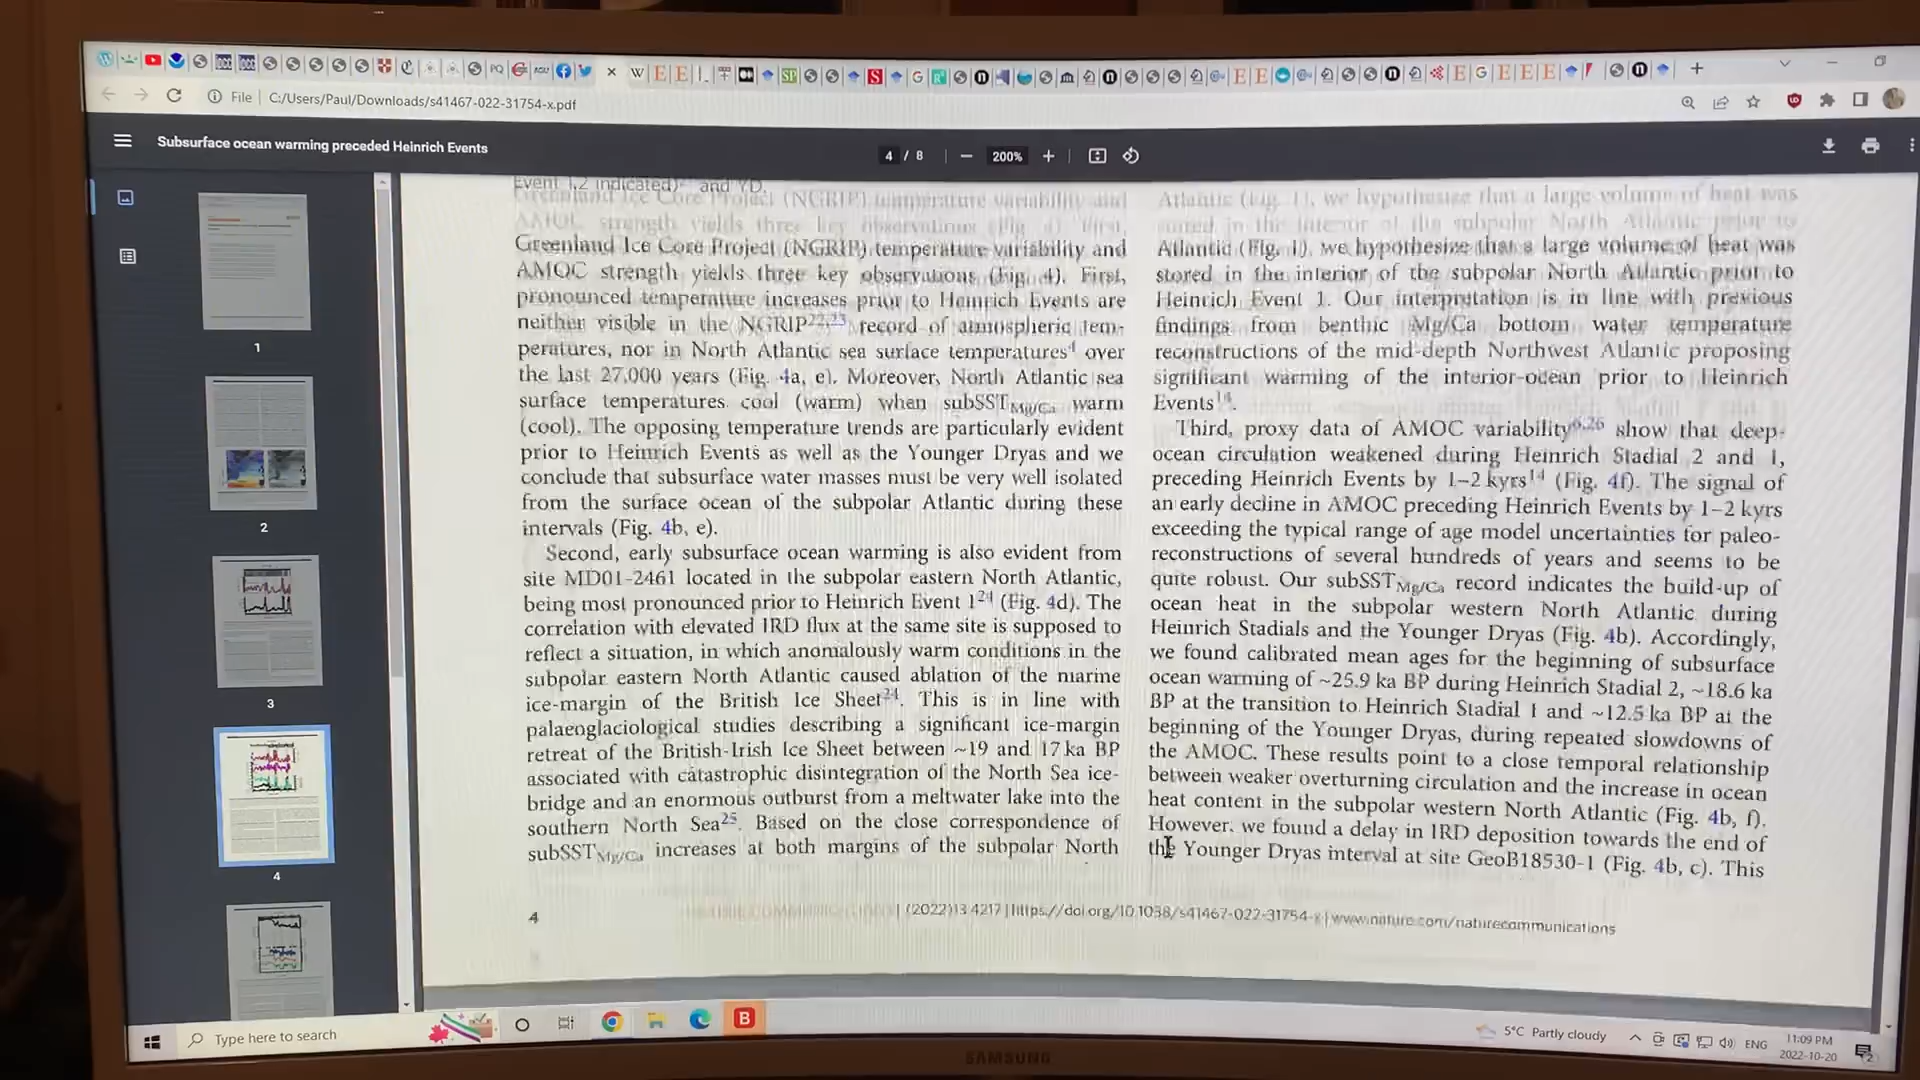 File | C:/Users/Paul/Downloads/s41467-022-31754-x.pdf
Subsurface ocean warming preceded Heinrich Events
4 / 8
200%
1
2
3
4
Event 1,2 indicated) and YD.
Greenland Ice Core Project (NGRIP) temperature variability and
AMOC strength yields three key observations (Fig. 4). First,
pronounced temperature increases prior to Heinrich Events are
neither visible in the NGRIP22,23 record of atmospheric tem-
peratures, nor in North Atlantic sea surface temperatures4 over
the last 27,000 years (Fig. 4a, e). Moreover, North Atlantic sea
surface temperatures cool (warm) when subSSTMg/Ca warm
(cool). The opposing temperature trends are particularly evident
prior to Heinrich Events as well as the Younger Dryas and we
conclude that subsurface water masses must be very well isolated
from the surface ocean of the subpolar Atlantic during these
intervals (Fig. 4b, e).
Second, early subsurface ocean warming is also evident from
site MD01-2461 located in the subpolar eastern North Atlantic,
being most pronounced prior to Heinrich Event 124 (Fig. 4d). The
correlation with elevated IRD flux at the same site is supposed to
reflect a situation, in which anomalously warm conditions in the
subpolar eastern North Atlantic caused ablation of the marine
ice-margin of the British Ice Sheet24. This is in line with
palaeoglaciological studies describing a significant ice-margin
retreat of the British-Irish Ice Sheet between ~19 and 17 ka BP
associated with catastrophic disintegration of the North Sea ice-
bridge and an enormous outburst from a meltwater lake into the
southern North Sea25. Based on the close correspondence of
subSSTMg/Ca increases at both margins of the subpolar North
Atlantic (Fig. 1), we hypothesize that a large volume of heat was
stored in the interior of the subpolar North Atlantic prior to
Heinrich Event 1. Our interpretation is in line with previous
findings from benthic Mg/Ca bottom water temperature
reconstructions of the mid-depth Northwest Atlantic proposing
significant warming of the interior-ocean prior to Heinrich
Events14.
Third, proxy data of AMOC variability6,26 show that deep-
ocean circulation weakened during Heinrich Stadial 2 and 1,
preceding Heinrich Events by 1–2 kyrs14 (Fig. 4f). The signal of
an early decline in AMOC preceding Heinrich Events by 1–2 kyrs
exceeding the typical range of age model uncertainties for paleo-
reconstructions of several hundreds of years and seems to be
quite robust. Our subSSTMg/Ca record indicates the build-up of
ocean heat in the subpolar western North Atlantic during
Heinrich Stadials and the Younger Dryas (Fig. 4b). Accordingly,
we found calibrated mean ages for the beginning of subsurface
ocean warming of ~25.9 ka BP during Heinrich Stadial 2, ~18.6 ka
BP at the transition to Heinrich Stadial 1 and ~12.5 ka BP at the
beginning of the Younger Dryas, during repeated slowdowns of
the AMOC. These results point to a close temporal relationship
between weaker overturning circulation and the increase in ocean
heat content in the subpolar western North Atlantic (Fig. 4b, f).
However, we found a delay in IRD deposition towards the end of
the Younger Dryas interval at site GeoB18530-1 (Fig. 4b, c). This
4
| (2022)13:4217 | https://doi.org/10.1038/s41467-022-31754-x | www.nature.com/naturecommunications
Type here to search
5°C Partly cloudy
ENG
11:09 PM
2022-10-20
SAMSUNG